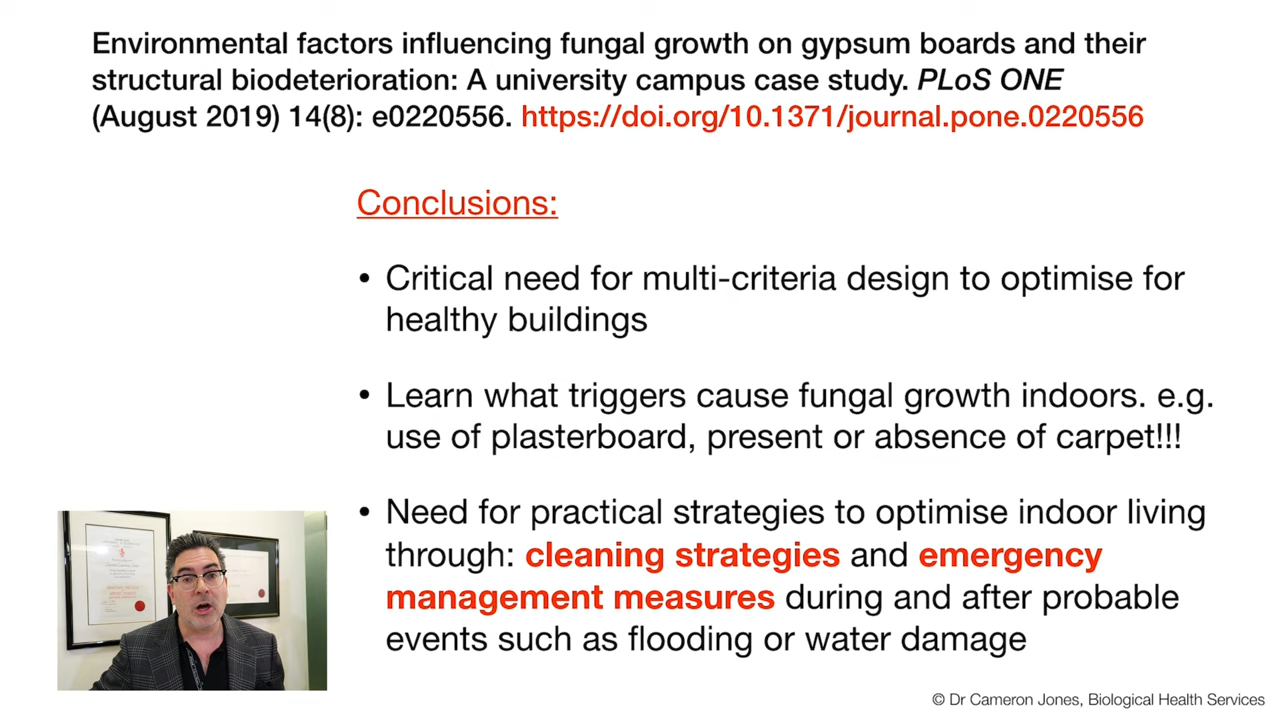 Environmental factors influencing fungal growth on gypsum boards and their
structural biodeterioration: A university campus case study. PLoS ONE
(August 2019) 14(8): e0220556. https://doi.org/10.1371/journal.pone.0220556
Conclusions:
• Critical need for multi-criteria design to optimise for
healthy buildings
• Learn what triggers cause fungal growth indoors. e.g.
use of plasterboard, present or absence of carpet!!!
• Need for practical strategies to optimise indoor living
through: cleaning strategies and emergency
management measures during and after probable
events such as flooding or water damage
© Dr Cameron Jones, Biological Health Services